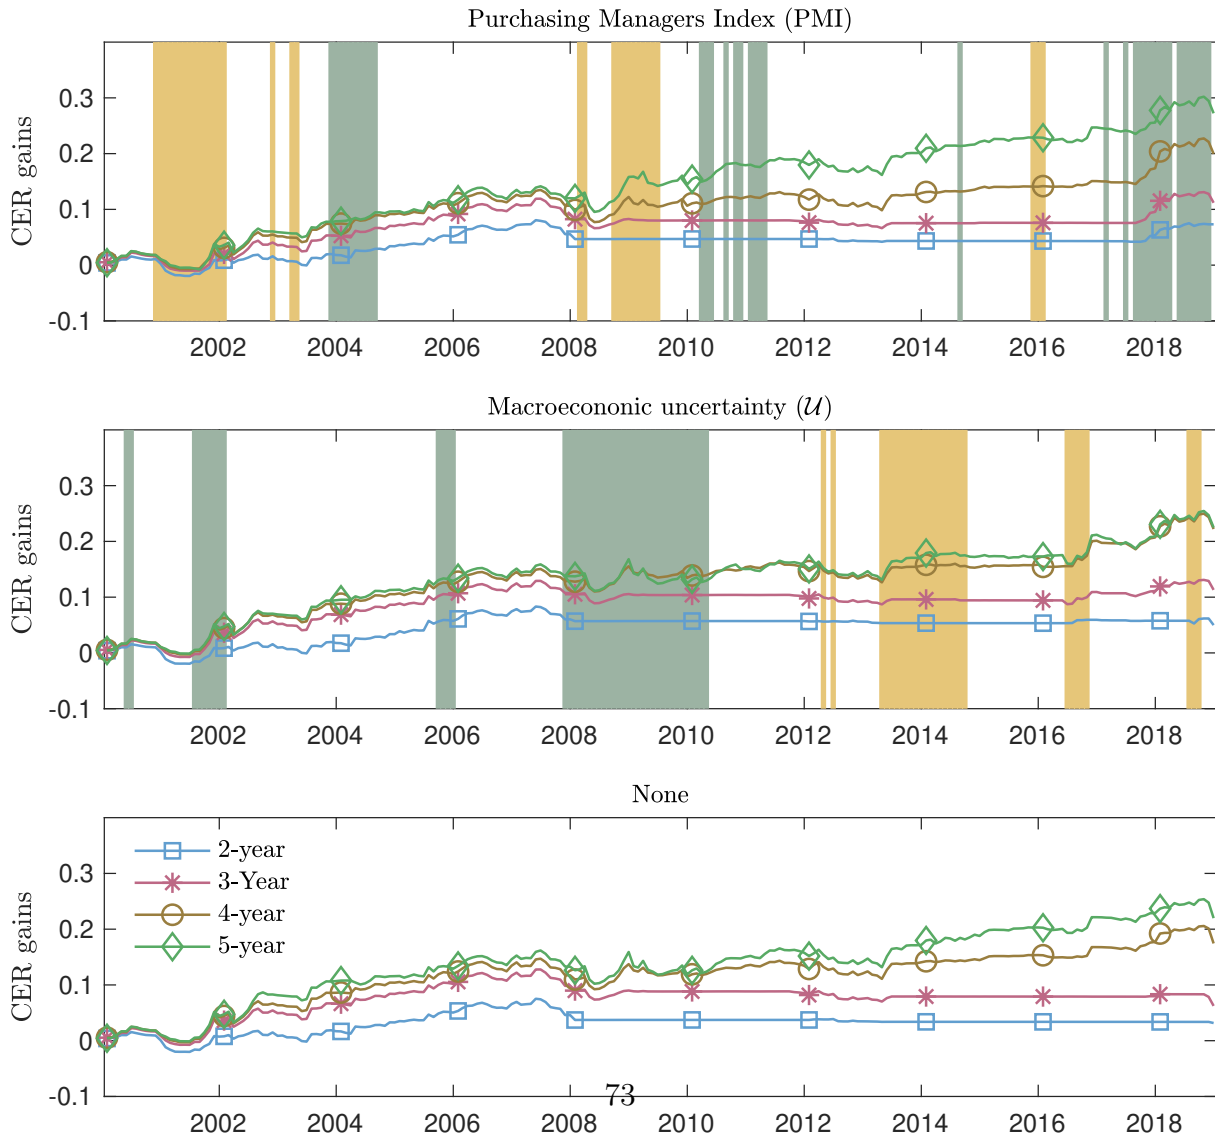 Purchasing Managers Index (PMI)
CER gains
0.3
0.2
0.1
0
-0.1
2002 2004 2006 2008 2010 2012 2014 2016 2018
Macroecononic uncertainty (𝒰)
CER gains
0.3
0.2
0.1
0
-0.1
2002 2004 2006 2008 2010 2012 2014 2016 2018
None
CER gains
0.3
0.2
0.1
0
-0.1
2-year
3-Year
4-year
5-year
2002 2004 2006 2008 2010 2012 2014 2016 2018
73